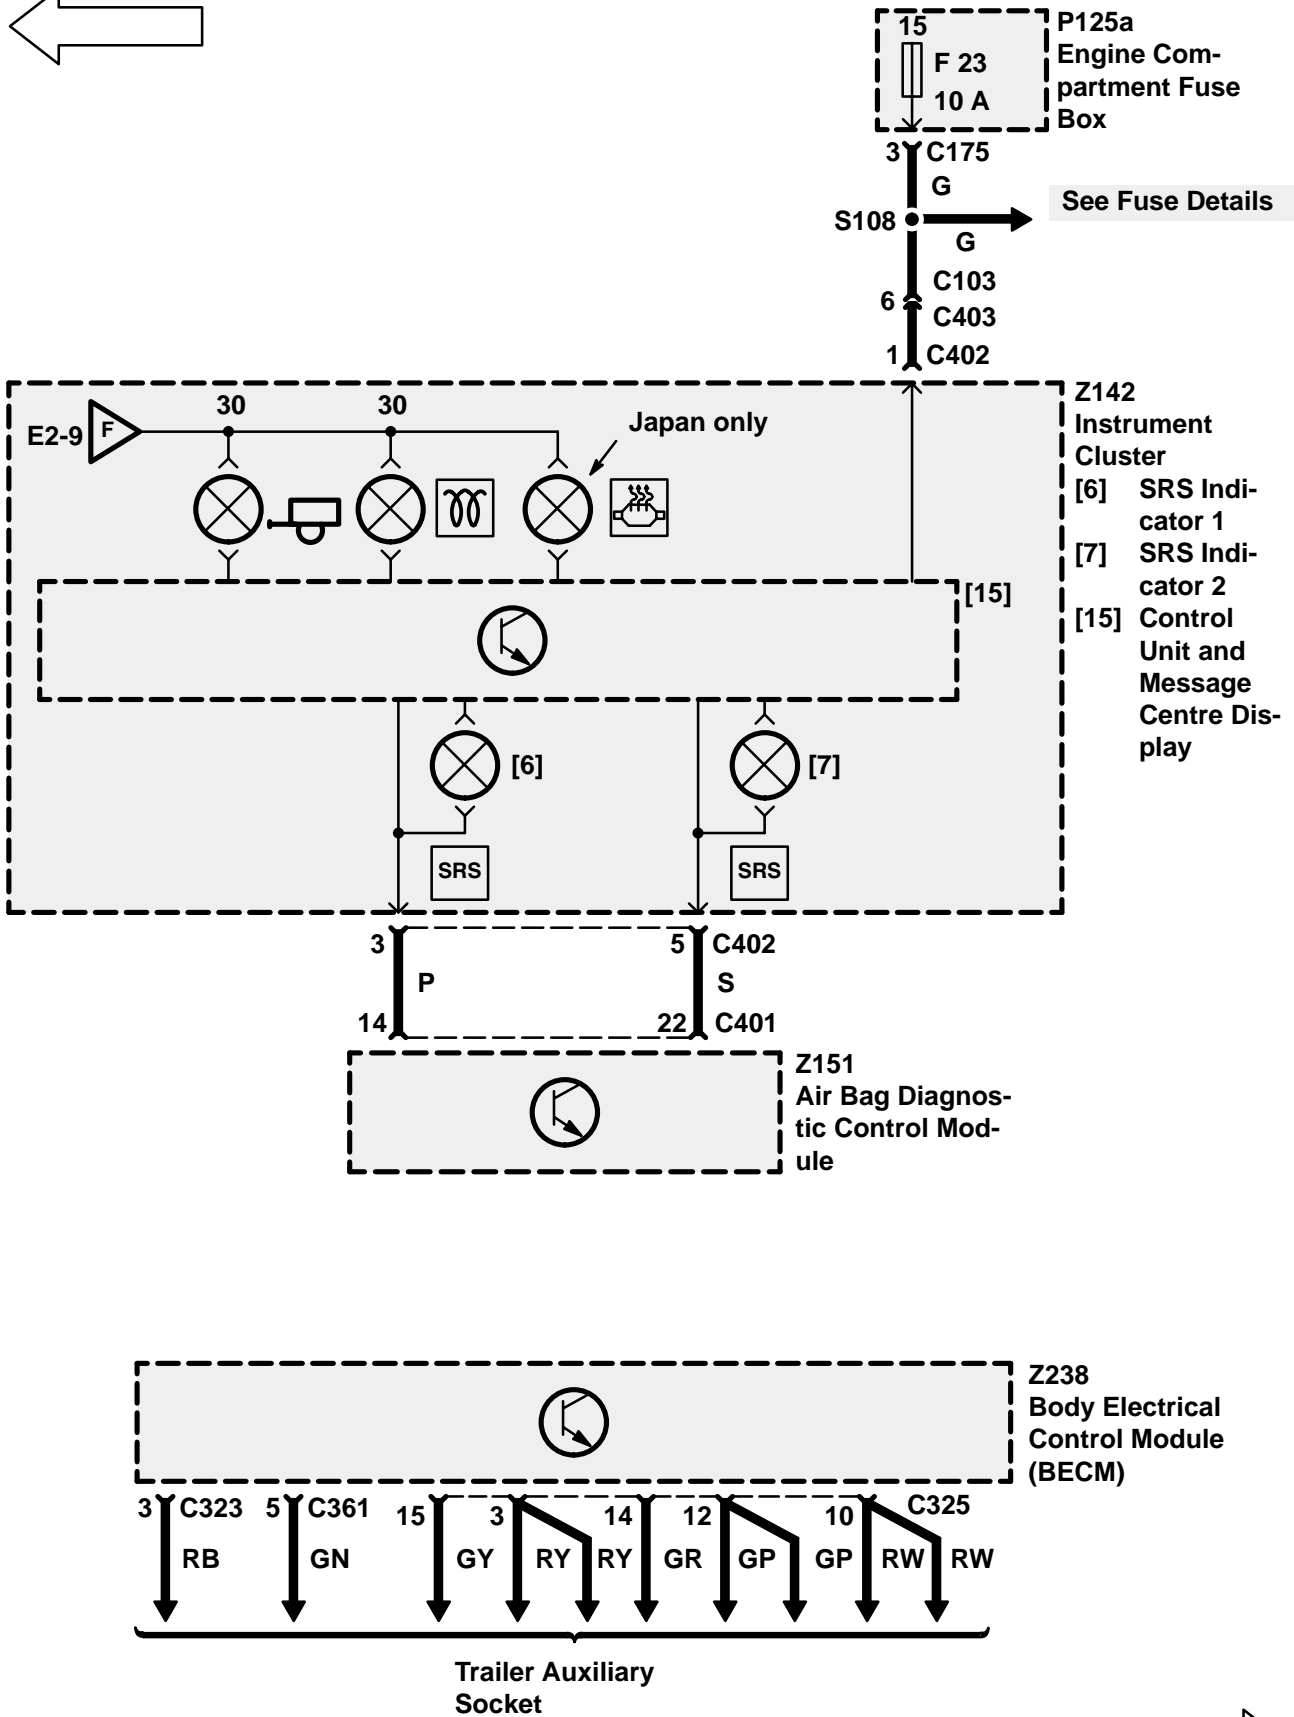 15
F 23
10 A
P125a
Engine Com-
partment Fuse
Box
3
C175
G
See Fuse Details
S108
G
C103
6
C403
1
C402
E2-9
F
30
30
Japan only
Z142
Instrument
Cluster
[6] SRS Indi-
cator 1
[7] SRS Indi-
cator 2
[15] Control
Unit and
Message
Centre Dis-
play
[15]
[6]
[7]
SRS
SRS
3
5
C402
P
S
14
22
C401
Z151
Air Bag Diagnos-
tic Control Mod-
ule
Z238
Body Electrical
Control Module
(BECM)
3
C323
5
C361
15
3
14
12
10
C325
RB
GN
GY
RY
RY
GR
GP
GP
RW
RW
Trailer Auxiliary
Socket